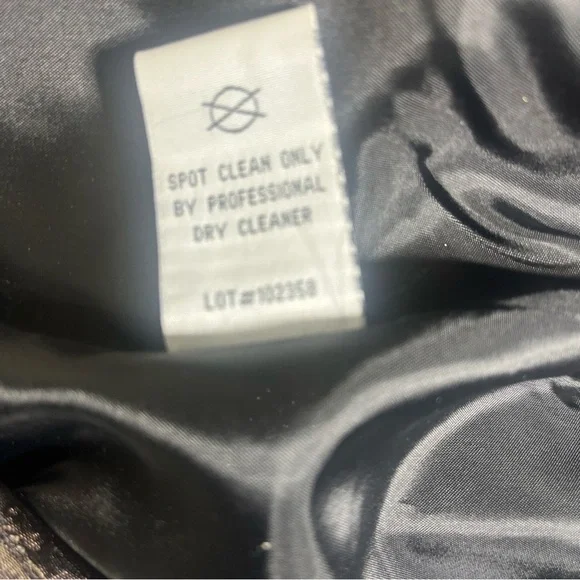 SPOT CLEAN ONLY
BY PROFESSIONAL
DRY CLEANER
LOT#102358